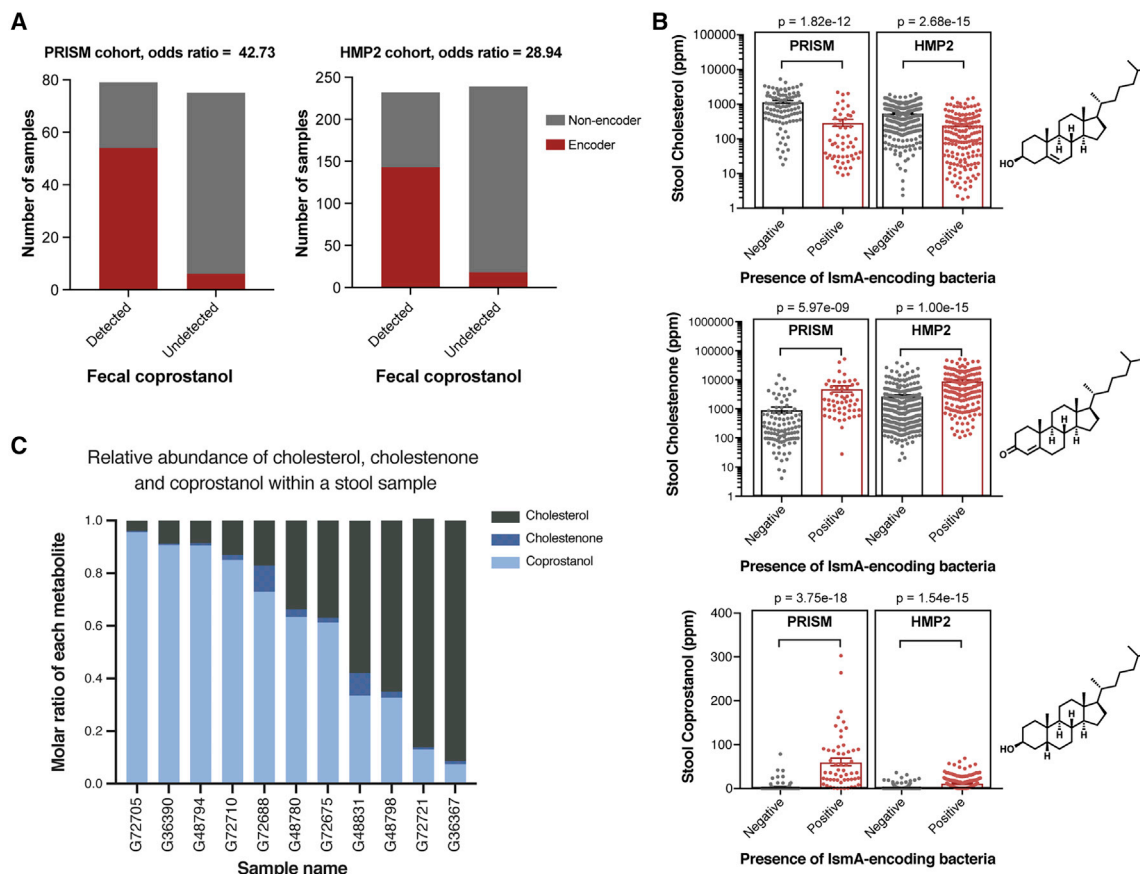 A
PRISM cohort, odds ratio = 42.73
HMP2 cohort, odds ratio = 28.94
Number of samples
80
60
40
20
0
Detected
Undetected
Fecal coprostanol
Number of samples
250
200
150
100
50
0
Detected
Undetected
Fecal coprostanol
Non-encoder
Encoder
B
p = 1.82e-12
p = 2.68e-15
PRISM
HMP2
Stool Cholesterol (ppm)
100000
10000
1000
100
10
1
Negative
Positive
Negative
Positive
Presence of IsmA-encoding bacteria
HO
H
H
H
p = 5.97e-09
p = 1.00e-15
PRISM
HMP2
Stool Cholestenone (ppm)
1000000
100000
10000
1000
100
10
1
Negative
Positive
Negative
Positive
Presence of IsmA-encoding bacteria
O
H
H
H
p = 3.75e-18
p = 1.54e-15
PRISM
HMP2
Stool Coprostanol (ppm)
400
300
200
100
0
Negative
Positive
Negative
Positive
Presence of IsmA-encoding bacteria
HO
H
H
H
H
C
Relative abundance of cholesterol, cholestenone
and coprostanol within a stool sample
Molar ratio of each metabolite
1.0
0.8
0.6
0.4
0.2
0.0
G72705
G36390
G48794
G72710
G72688
G48780
G72675
G48831
G48798
G72721
G36367
Sample name
Cholesterol
Cholestenone
Coprostanol